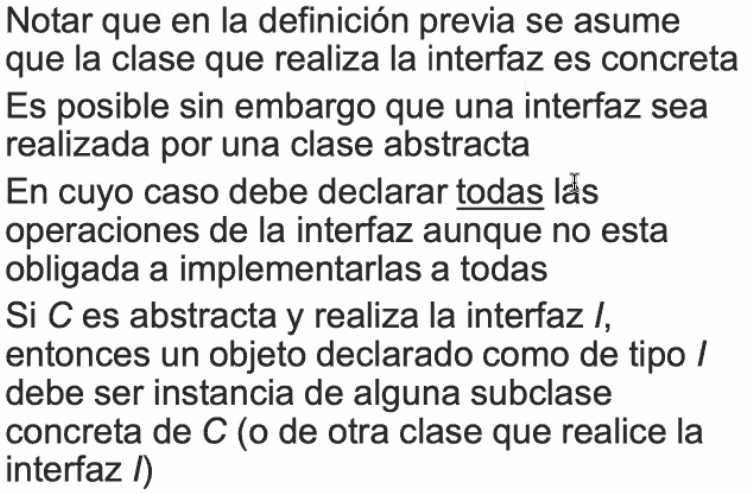 Notar que en la definición previa se asume
que la clase que realiza la interfaz es concreta
Es posible sin embargo que una interfaz sea
realizada por una clase abstracta
En cuyo caso debe declarar todas las
operaciones de la interfaz aunque no esta
obligada a implementarlas a todas
Si C es abstracta y realiza la interfaz I,
entonces un objeto declarado como de tipo I
debe ser instancia de alguna subclase
concreta de C (o de otra clase que realice la
interfaz I)